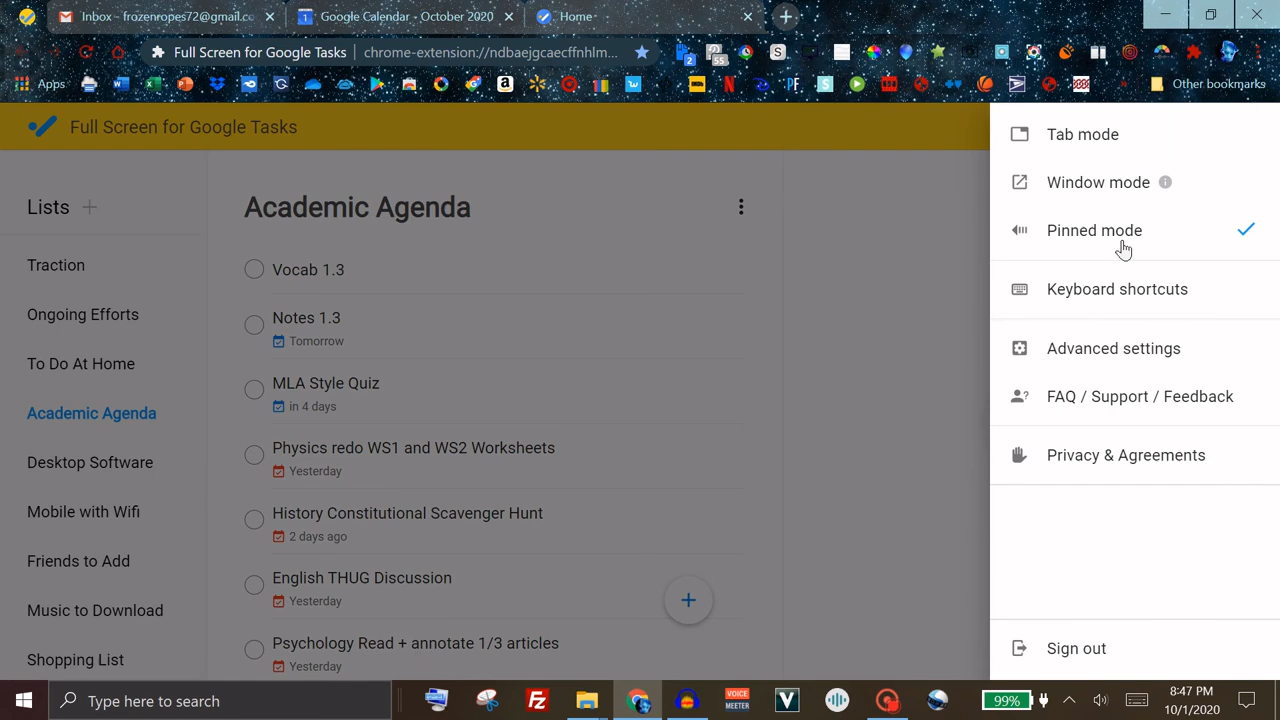 Inbox - frozenropes72@gmail.co
Google Calendar - October 2020
Home
Full Screen for Google Tasks
chrome-extension://ndbaejgcaecffnhlm...
2
55
S
Apps
PF
Other bookmarks
Full Screen for Google Tasks
Lists
Traction
Ongoing Efforts
To Do At Home
Academic Agenda
Desktop Software
Mobile with Wifi
Friends to Add
Music to Download
Shopping List
Academic Agenda
Vocab 1.3
Notes 1.3
Tomorrow
MLA Style Quiz
in 4 days
Physics redo WS1 and WS2 Worksheets
Yesterday
History Constitutional Scavenger Hunt
2 days ago
English THUG Discussion
Yesterday
Psychology Read + annotate 1/3 articles
Yesterday
Tab mode
Window mode
Pinned mode
Keyboard shortcuts
Advanced settings
FAQ / Support / Feedback
Privacy & Agreements
Sign out
Type here to search
VOICE
MEETER
99%
8:47 PM
10/1/2020